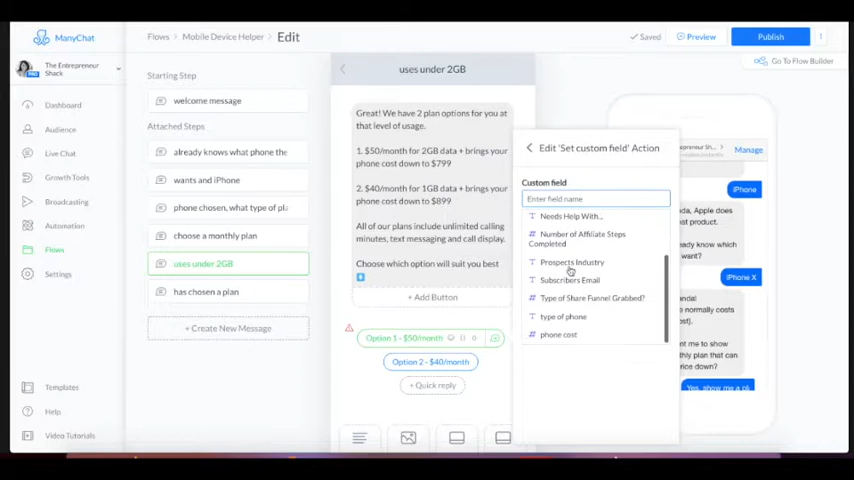 ManyChat
Flows > Mobile Device Helper > Edit
Saved
Preview
Publish
The Entrepreneur
Shack
PRO
Starting Step
uses under 2GB
Go To Flow Builder
Dashboard
welcome message
Audience
Attached Steps
Live Chat
already knows what phone the
Growth Tools
wants and iPhone
Broadcasting
phone chosen, what type of pla
Automation
choose a monthly plan
Flows
uses under 2GB
Settings
has chosen a plan
+ Create New Message
Templates
Help
Video Tutorials
Great! We have 2 plan options for you at
that level of usage.
1. $50/month for 2GB data + brings your
phone cost down to $799
2. $40/month for 1GB data + brings your
phone cost down to $899
All of our plans include unlimited calling
minutes, text messaging and call display.
Choose which option will suit you best
+ Add Button
Option 1 - $50/month
0
Option 2 - $40/month
+ Quick reply
Edit 'Set custom field' Action
Custom field
Enter field name
T Needs Help With...
# Number of Affiliate Steps
Completed
T Prospects Industry
T Subscribers Email
# Type of Share Funnel Grabbed?
T type of phone
# phone cost
Manage
iPhone
iPhone X
Yes, show me a pl